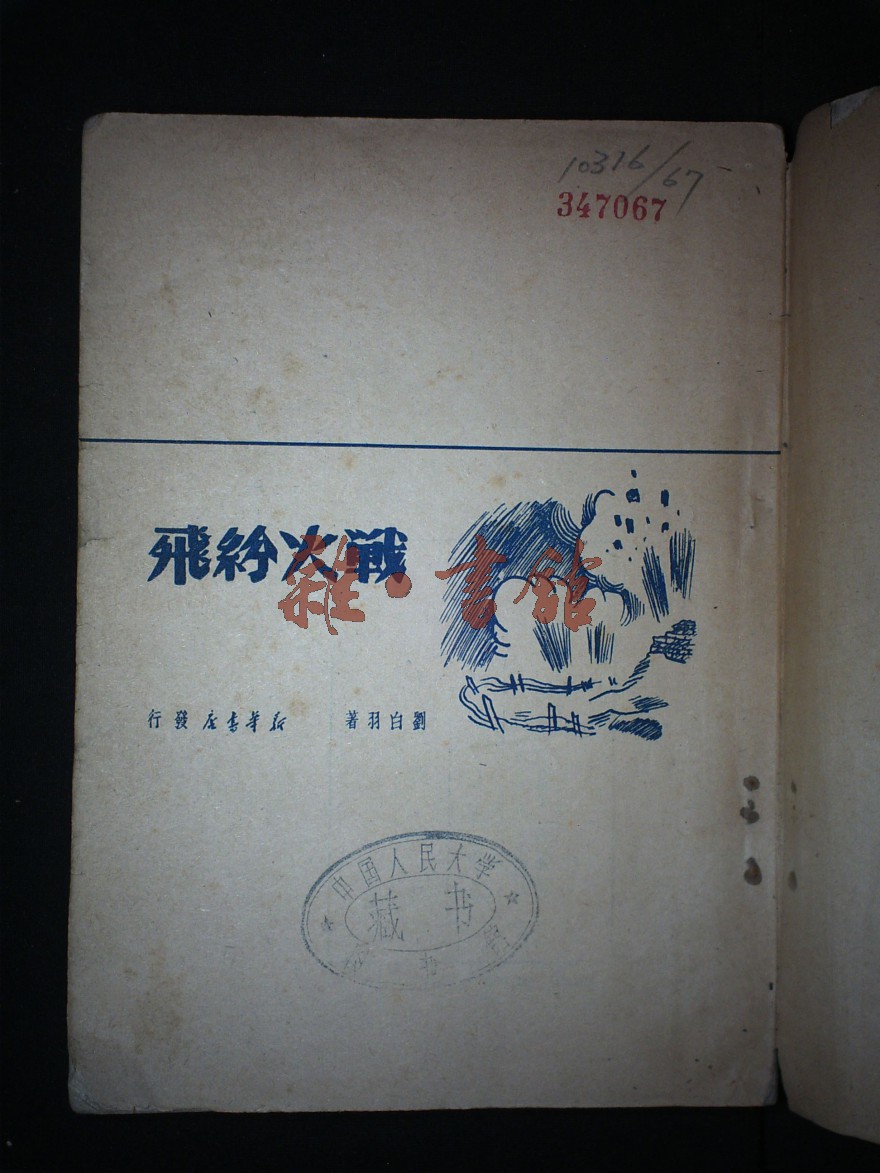 10316/67
347067
戰火紛飛
雜·書館
劉白羽著 新華書店發行
中国人民大学
藏书